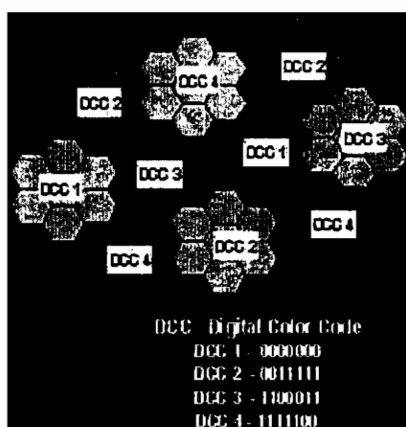 DCC 4
DCC 2
DCC 2
DCC 3
DCC 1
DCC 3
DCC 1
DCC 4
DCC 2
DCC 4
DCC Digital Color Code
DCC 1 - 0000000
DCC 2 - 0011111
DCC 3 - 1100011
DCC 4 - 1111100